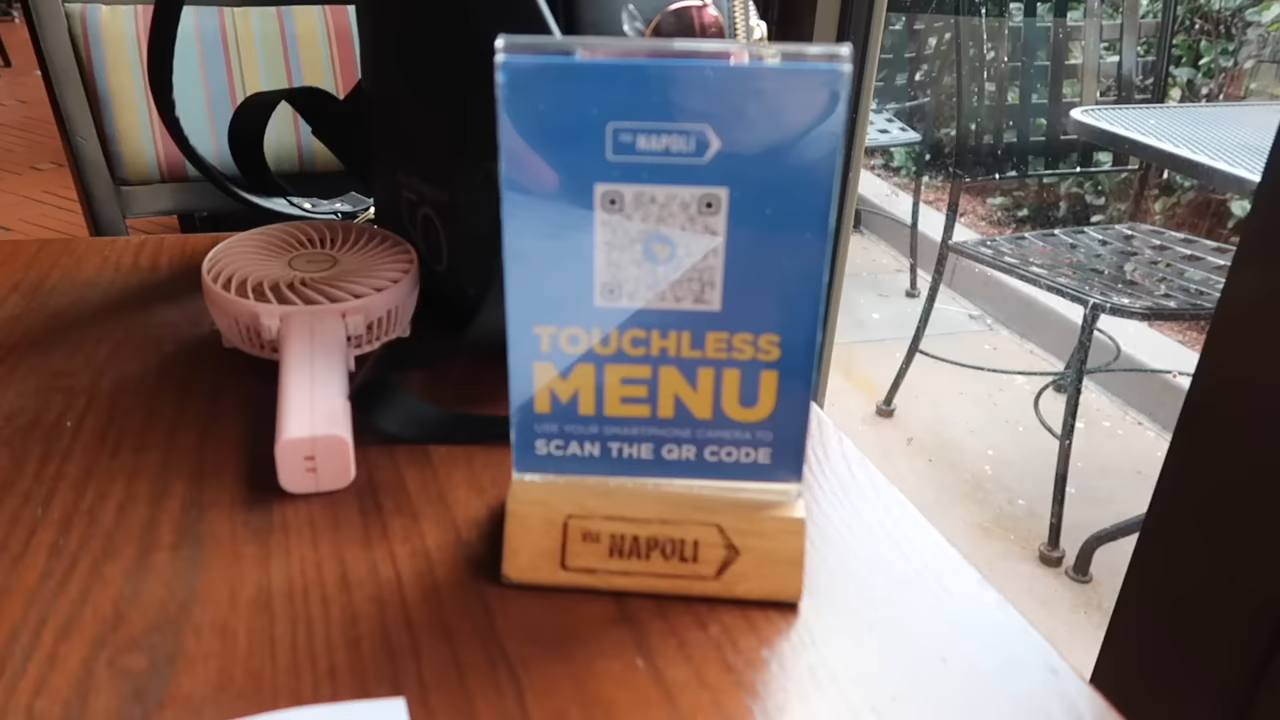 VIA NAPOLI
TOUCHLESS
MENU
USE YOUR SMARTPHONE CAMERA TO
SCAN THE QR CODE
VIA NAPOLI